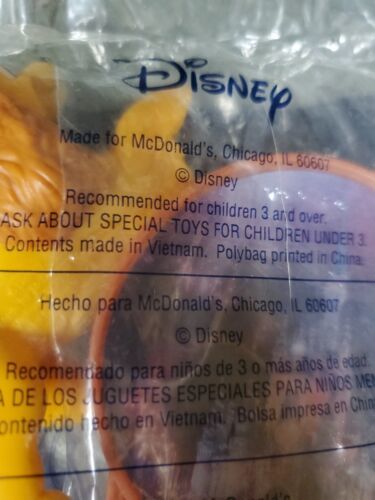 Disney
Made for McDonald's, Chicago, IL 60607
© Disney
Recommended for children 3 and over.
ASK ABOUT SPECIAL TOYS FOR CHILDREN UNDER 3.
Contents made in Vietnam. Polybag printed in China.
Hecho para McDonald's, Chicago, IL 60607
© Disney
Recomendado para niños de 3 o más años de edad.
A DE LOS JUGUETES ESPECIALES PARA NIÑOS ME
ontenido hecho en Vietnam. Bolsa impresa en Chin